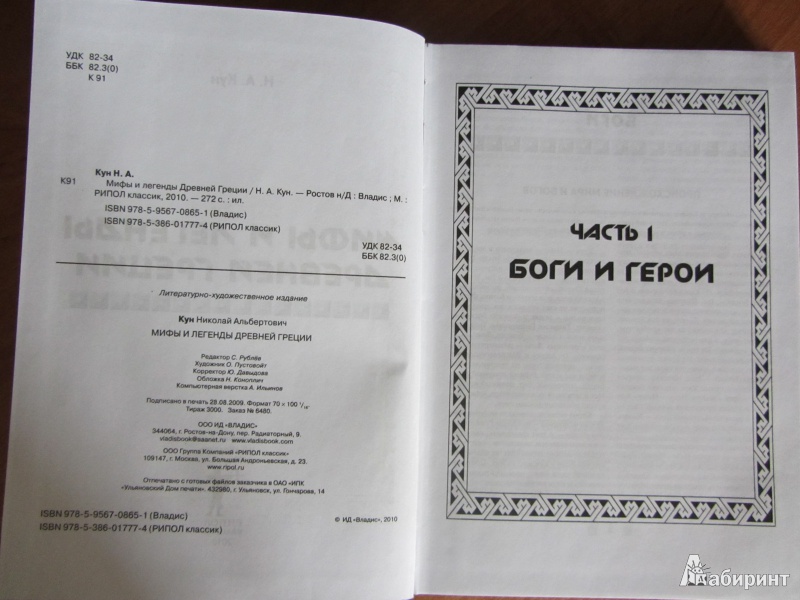 УДК 82-34
ББК 82.3(0)
К 91
Кун Н. А.
К91 Мифы и легенды Древней Греции / Н. А. Кун. — Ростов н/Д : Владис ; М. :
РИПОЛ классик, 2010. — 272 с. : ил.
ISBN 978-5-9567-0865-1 (Владис)
ISBN 978-5-386-01777-4 (РИПОЛ классик)
УДК 82-34
ББК 82.3(0)
Литературно-художественное издание
Кун Николай Альбертович
МИФЫ И ЛЕГЕНДЫ ДРЕВНЕЙ ГРЕЦИИ
Редактор С. Рублёв
Художник О. Пустовойт
Корректор Ю. Давыдова
Обложка Н. Коноплич
Компьютерная верстка А. Ильинов
Подписано в печать 28.08.2009. Формат 70 × 100 1/16.
Тираж 3000. Заказ № 6480.
ООО ИД «ВЛАДИС»
344064, г. Ростов-на-Дону, пер. Радиаторный, 9.
vladisbook@aaanet.ru www.vladisbook.com
ООО Группа Компаний «РИПОЛ классик»
109147, г. Москва, ул. Большая Андроньевская, д. 23.
www.ripol.ru
Отпечатано с готовых файлов заказчика в ОАО «ИПК
«Ульяновский Дом печати». 432980, г. Ульяновск, ул. Гончарова, 14
ISBN 978-5-9567-0865-1 (Владис)
ISBN 978-5-386-01777-4 (РИПОЛ классик)
© ИД «Владис», 2010
ЧАСТЬ I
БОГИ И ГЕРОИ
Лабиринт